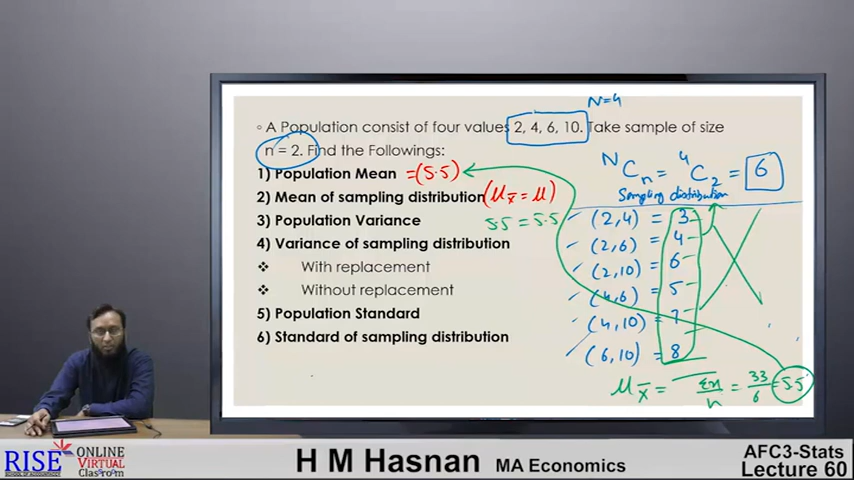 N=4
◦ A Population consist of four values 2, 4, 6, 10. Take sample of size
n = 2. Find the Followings:
1) Population Mean =(5.5)
2) Mean of sampling distribution (μx̄ = μ)
5.5 = 5.5
3) Population Variance
4) Variance of sampling distribution
❖ With replacement
❖ Without replacement
5) Population Standard
6) Standard of sampling distribution
NCn = 4C2 = 6
Sampling distribution
(2,4) = 3
(2,6) = 4
(2,10) = 6
(4,6) = 5
(4,10) = 7
(6,10) = 8
μx̄ = Σx/n = 33/6 = 5.5
RISE
SCHOOL OF ACCOUNTANCY
ONLINE
VIRTUAL
Classroom
H M Hasnan MA Economics
AFC3-Stats
Lecture 60